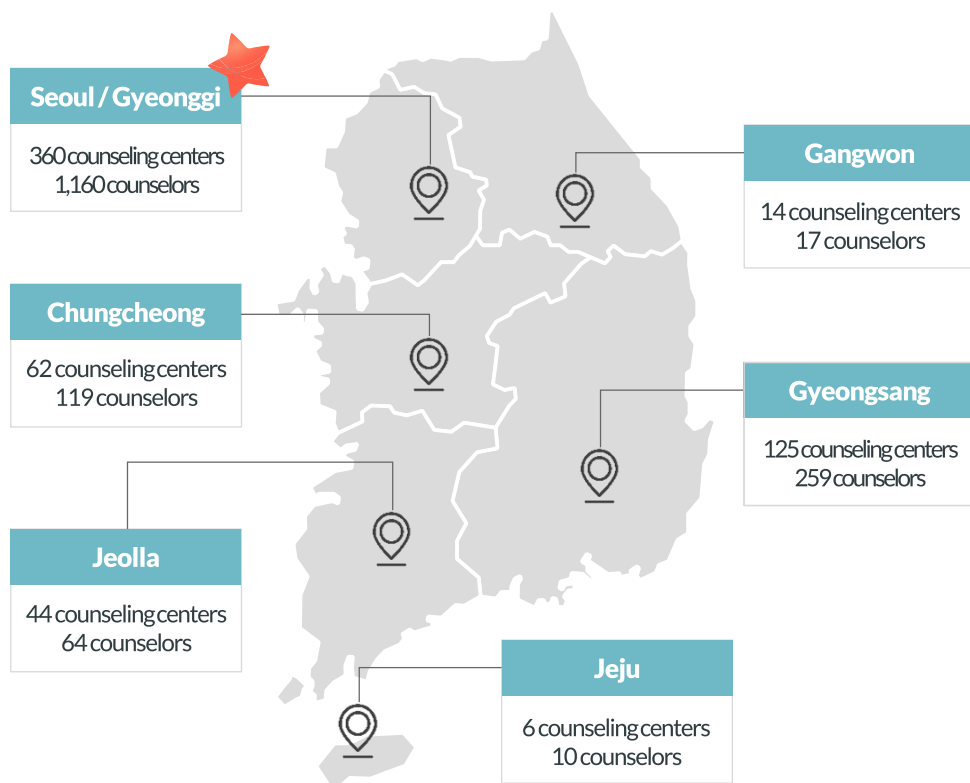 Seoul / Gyeonggi
360 counseling centers
1,160 counselors
Gangwon
14 counseling centers
17 counselors
Chungcheong
62 counseling centers
119 counselors
Gyeongsang
125 counseling centers
259 counselors
Jeolla
44 counseling centers
64 counselors
Jeju
6 counseling centers
10 counselors